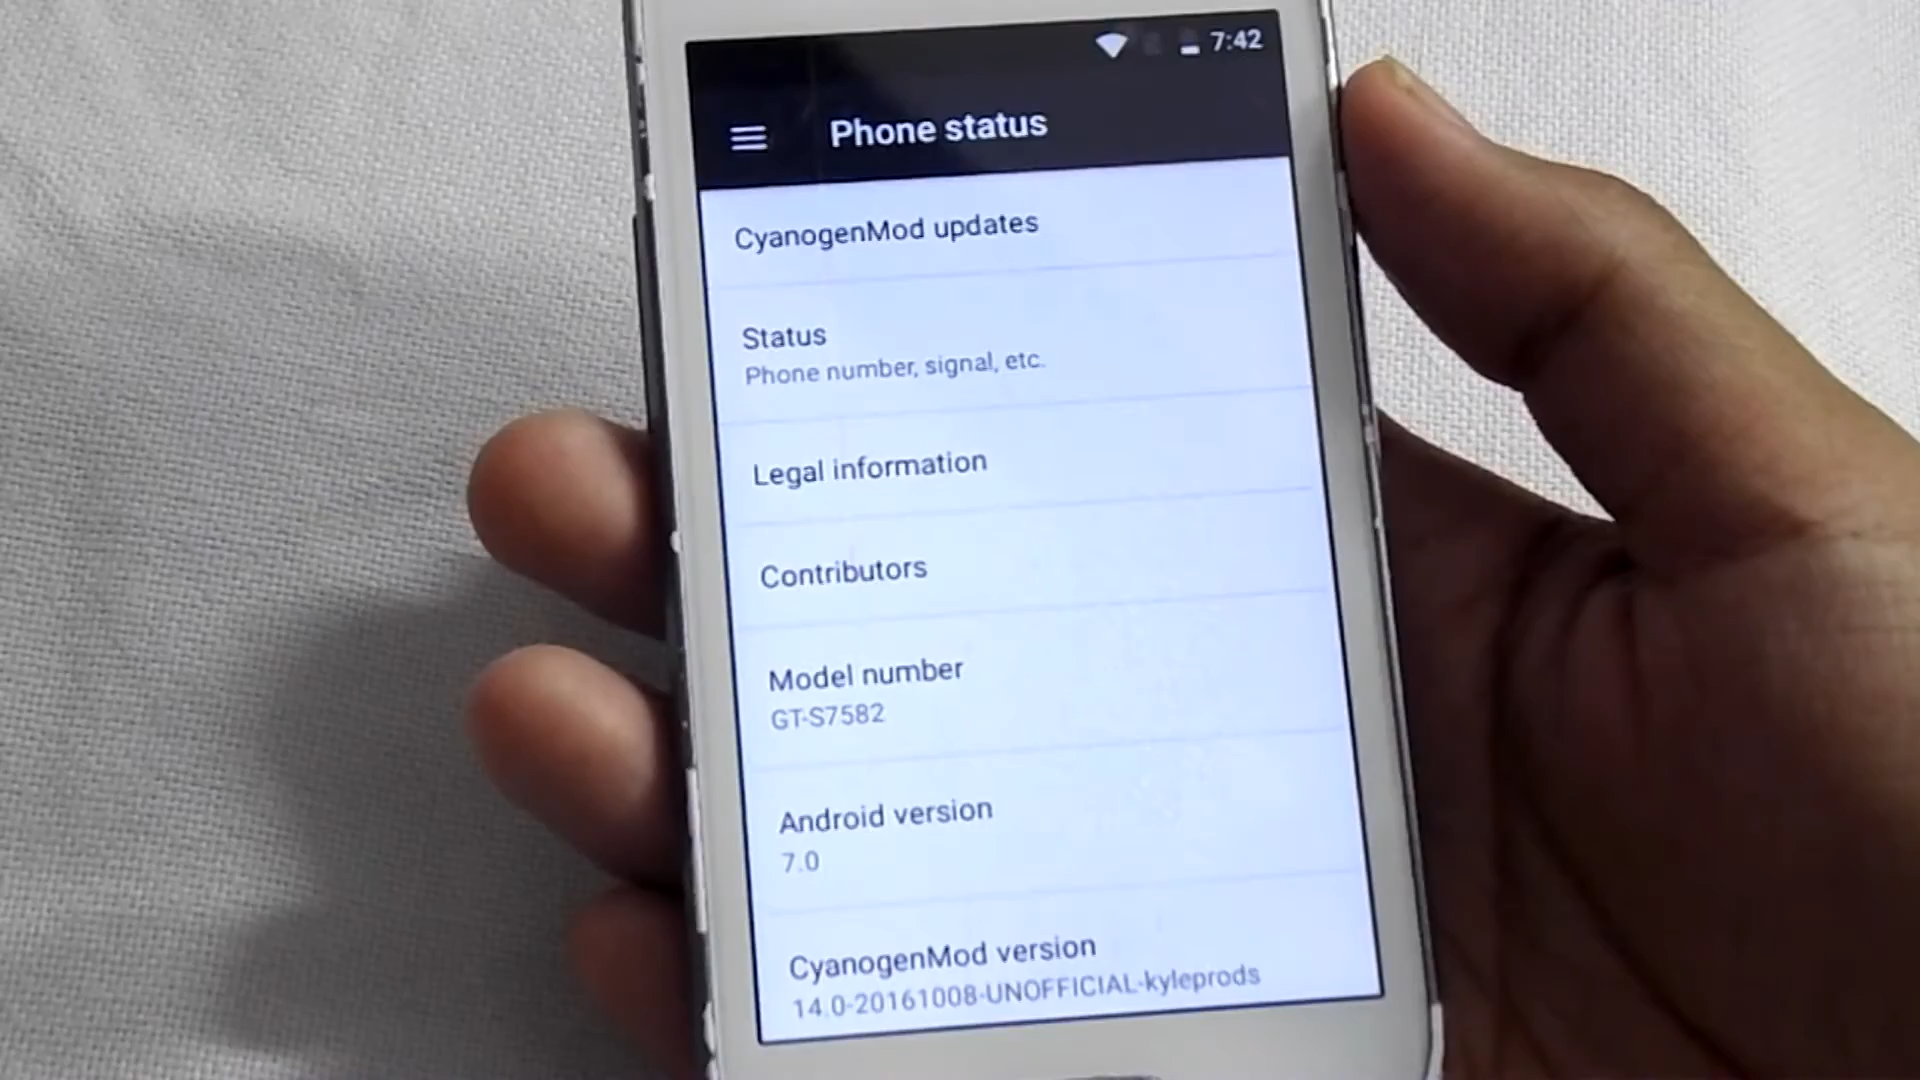 7:42
Phone status
CyanogenMod updates
Status
Phone number, signal, etc.
Legal information
Contributors
Model number
GT-S7582
Android version
7.0
CyanogenMod version
14.0-20161008-UNOFFICIAL-kyleprods